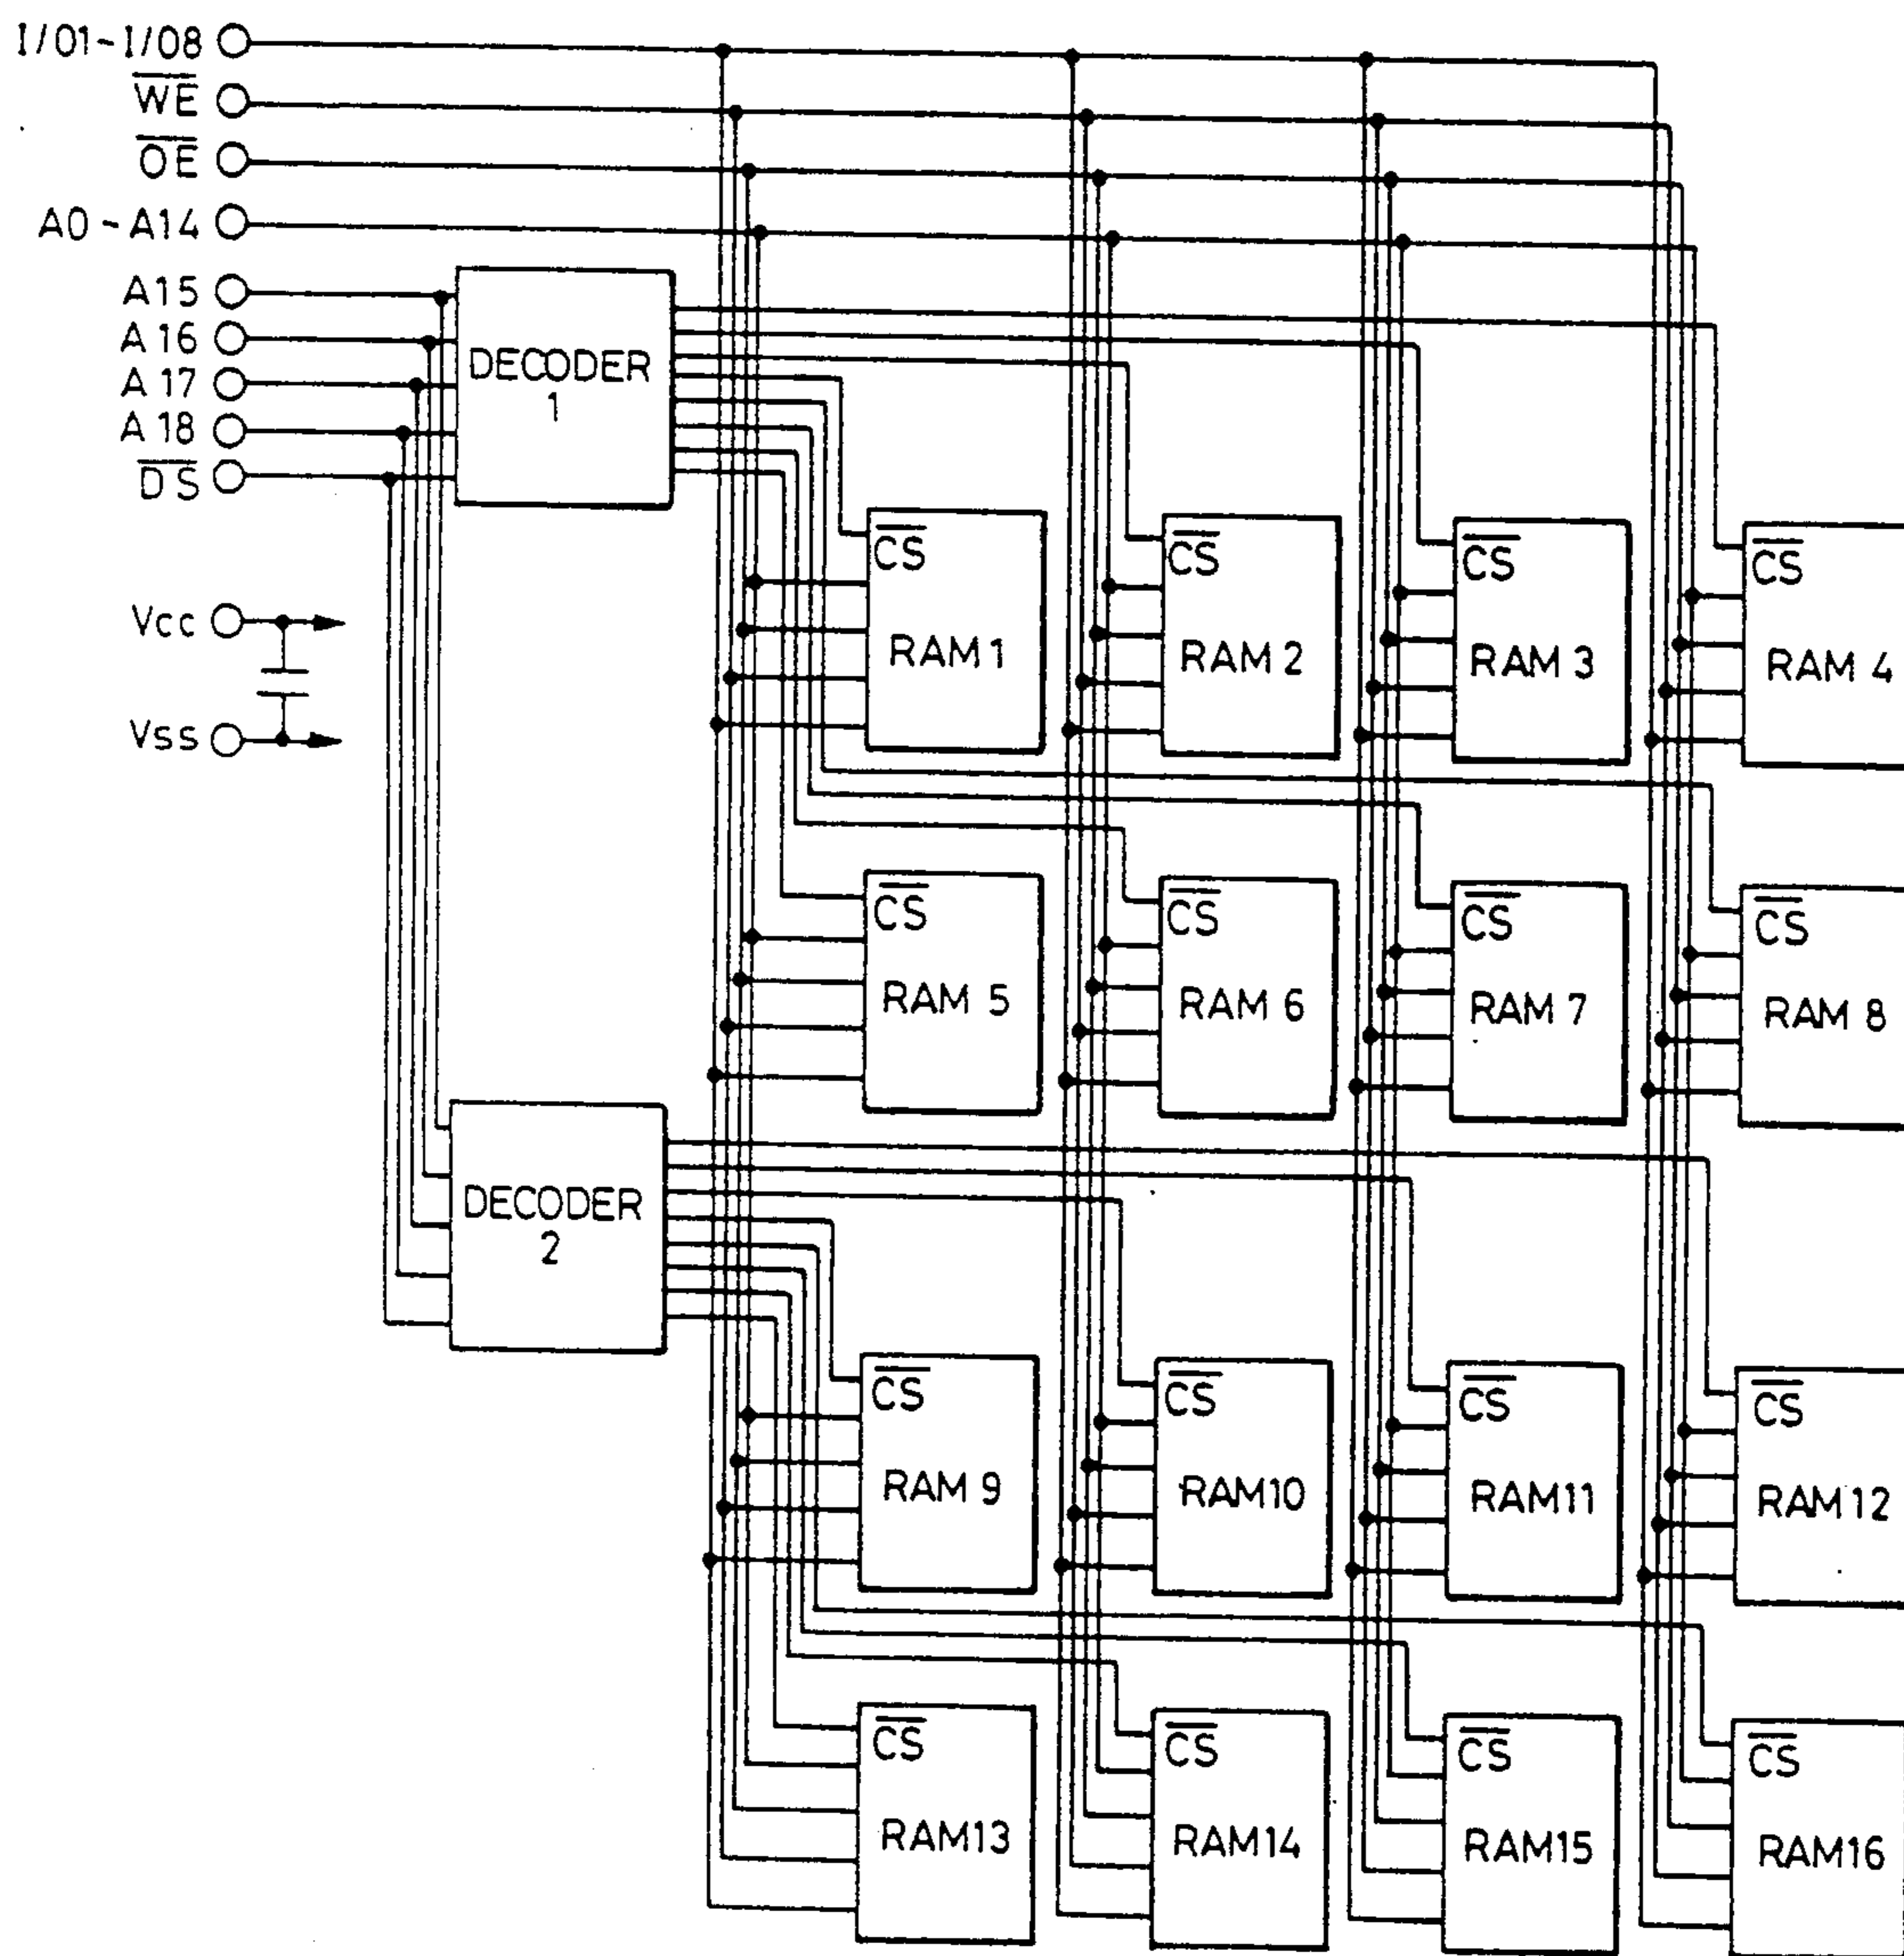 I/01-I/08
WE
OE
A0-A14
A15
A16
A17
A18
DS
DECODER
1
Vcc
Vss
CS
RAM 1
CS
RAM 2
CS
RAM 3
CS
RAM 4
CS
RAM 5
CS
RAM 6
CS
RAM 7
CS
RAM 8
DECODER
2
CS
RAM 9
CS
RAM10
CS
RAM11
CS
RAM12
CS
RAM13
CS
RAM14
CS
RAM15
CS
RAM16